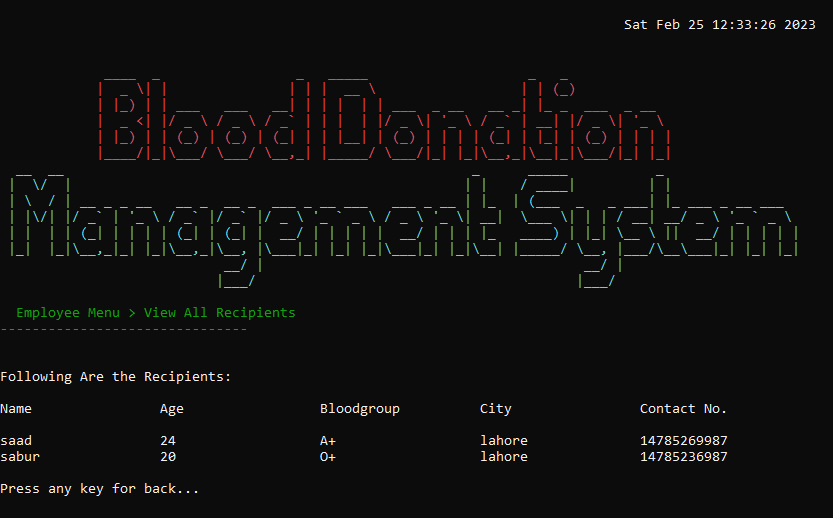 Sat Feb 25 12:33:26 2023
Blood Donation
Management System
Employee Menu > View All Recipients
-------------------------------
Following Are the Recipients:
Name Age Bloodgroup City Contact No.
saad 24 A+ lahore 14785269987
sabur 20 O+ lahore 14785236987
Press any key for back...